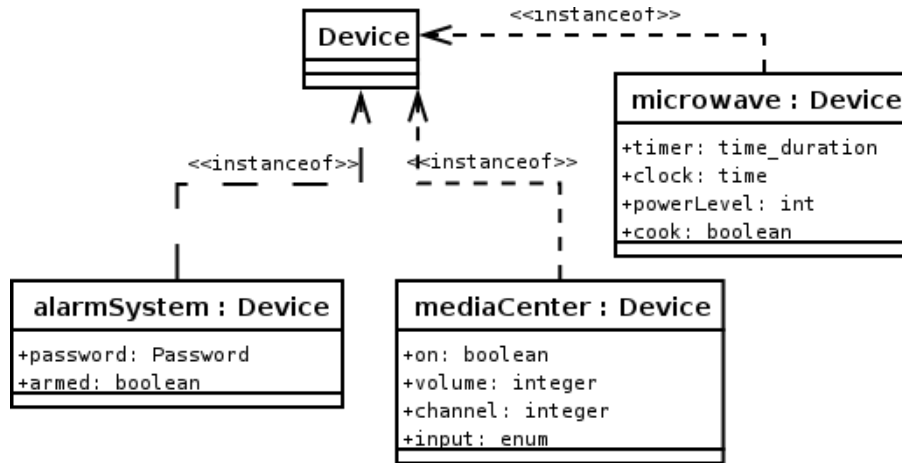 <<instanceof>>
Device
microwave : Device
+timer: time_duration
+clock: time
+powerLevel: int
+cook: boolean
<<instanceof>>
<<instanceof>>
alarmSystem : Device
+password: Password
+armed: boolean
mediaCenter : Device
+on: boolean
+volume: integer
+channel: integer
+input: enum